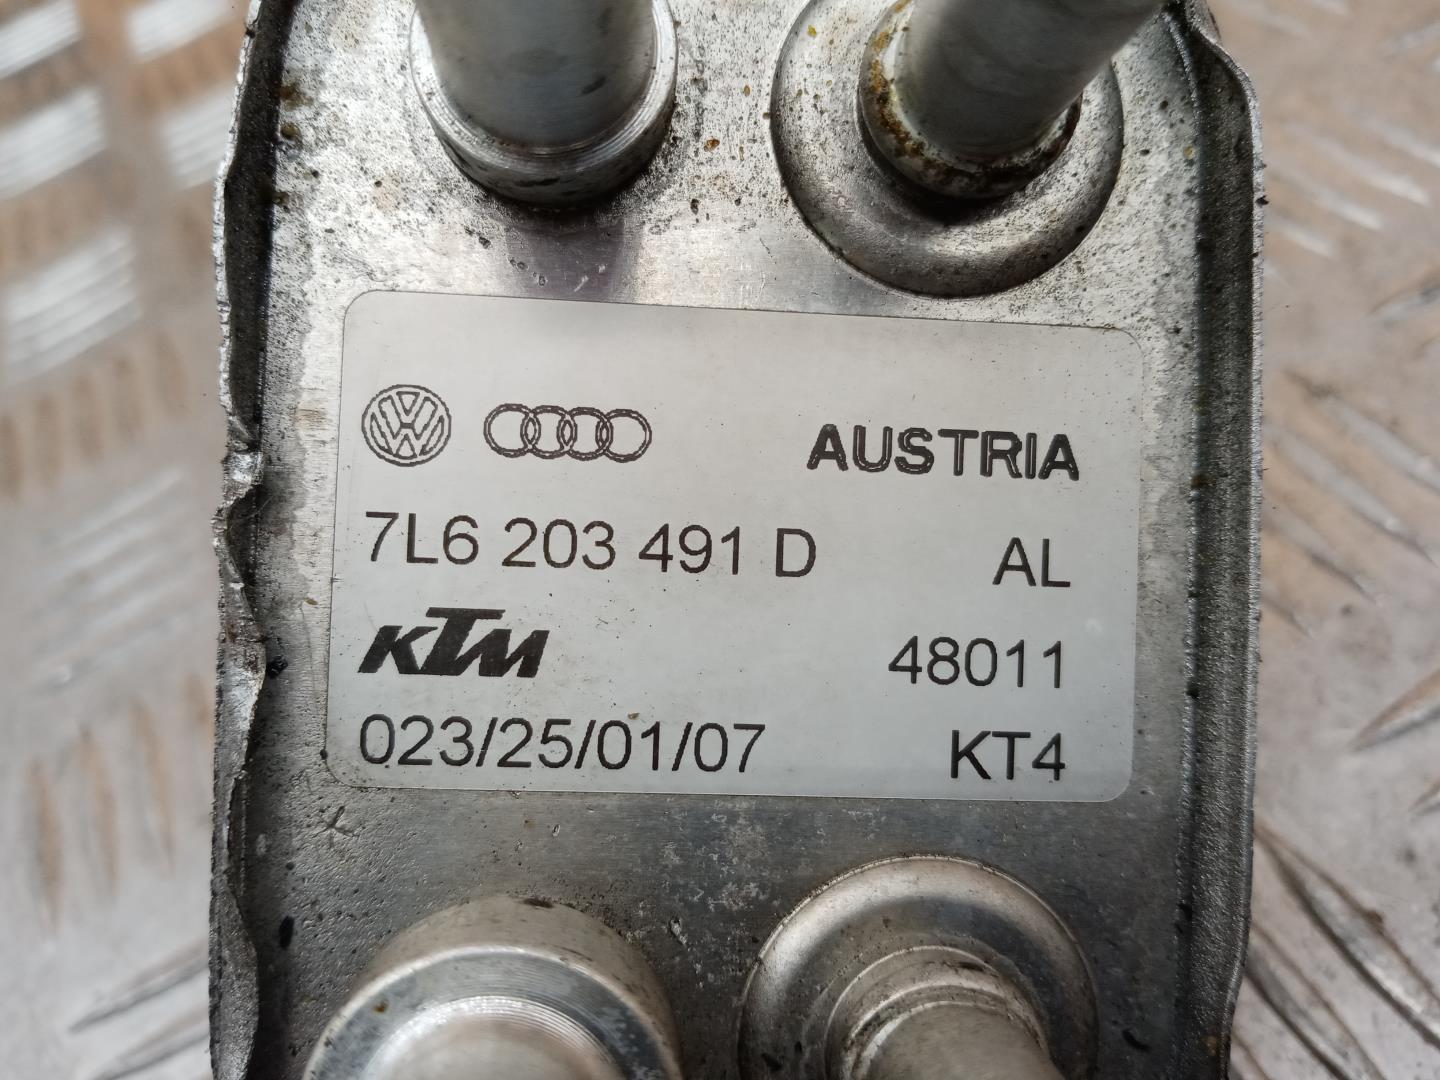 AUSTRIA
7L6 203 491 D AL
KTM 48011
023/25/01/07 KT4